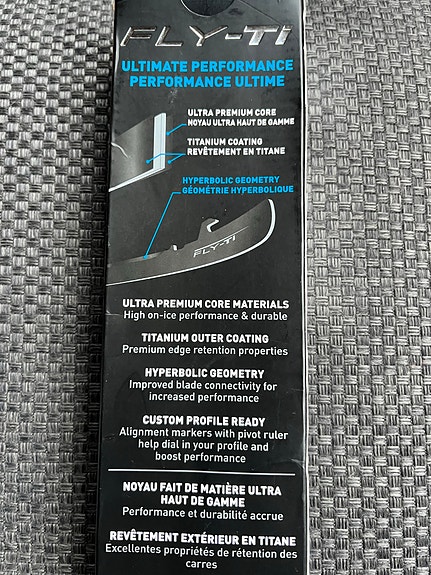 FLY-Ti
ULTIMATE PERFORMANCE
PERFORMANCE ULTIME
ULTRA PREMIUM CORE
NOYAU ULTRA HAUT DE GAMME
TITANIUM COATING
REVÊTEMENT EN TITANE
HYPERBOLIC GEOMETRY
GÉOMÉTRIE HYPERBOLIQUE
FLY-Ti
ULTRA PREMIUM CORE MATERIALS
High on-ice performance & durable
TITANIUM OUTER COATING
Premium edge retention properties
HYPERBOLIC GEOMETRY
Improved blade connectivity for
increased performance
CUSTOM PROFILE READY
Alignment markers with pivot ruler
help dial in your profile and
boost performance
NOYAU FAIT DE MATIÈRE ULTRA
HAUT DE GAMME
Performance et durabilité accrue
REVÊTEMENT EXTÉRIEUR EN TITANE
Excellentes propriétés de rétention des
carres